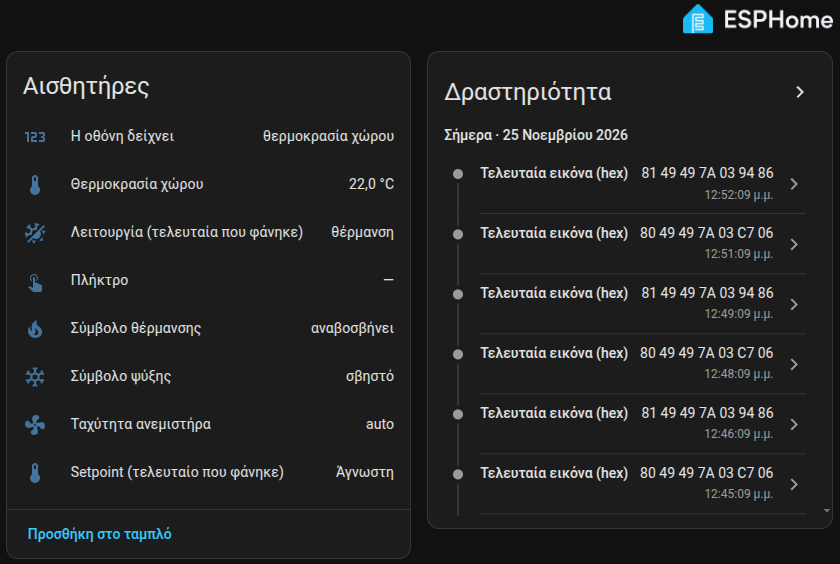 ESPHome
Αισθητήρες
123 Η οθόνη δείχνει θερμοκρασία χώρου
Θερμοκρασία χώρου 22,0 °C
Λειτουργία (τελευταία που φάνηκε) θέρμανση
Πλήκτρο —
Σύμβολο θέρμανσης αναβοσβήνει
Σύμβολο ψύξης σβηστό
Ταχύτητα ανεμιστήρα auto
Setpoint (τελευταίο που φάνηκε) Άγνωστη
Προσθήκη στο ταμπλό
Δραστηριότητα
Σήμερα · 25 Νοεμβρίου 2026
Τελευταία εικόνα (hex) 81 49 49 7A 03 94 86
12:52:09 μ.μ.
Τελευταία εικόνα (hex) 80 49 49 7A 03 C7 06
12:51:09 μ.μ.
Τελευταία εικόνα (hex) 81 49 49 7A 03 94 86
12:49:09 μ.μ.
Τελευταία εικόνα (hex) 80 49 49 7A 03 C7 06
12:48:09 μ.μ.
Τελευταία εικόνα (hex) 81 49 49 7A 03 94 86
12:46:09 μ.μ.
Τελευταία εικόνα (hex) 80 49 49 7A 03 C7 06
12:45:09 μ.μ.